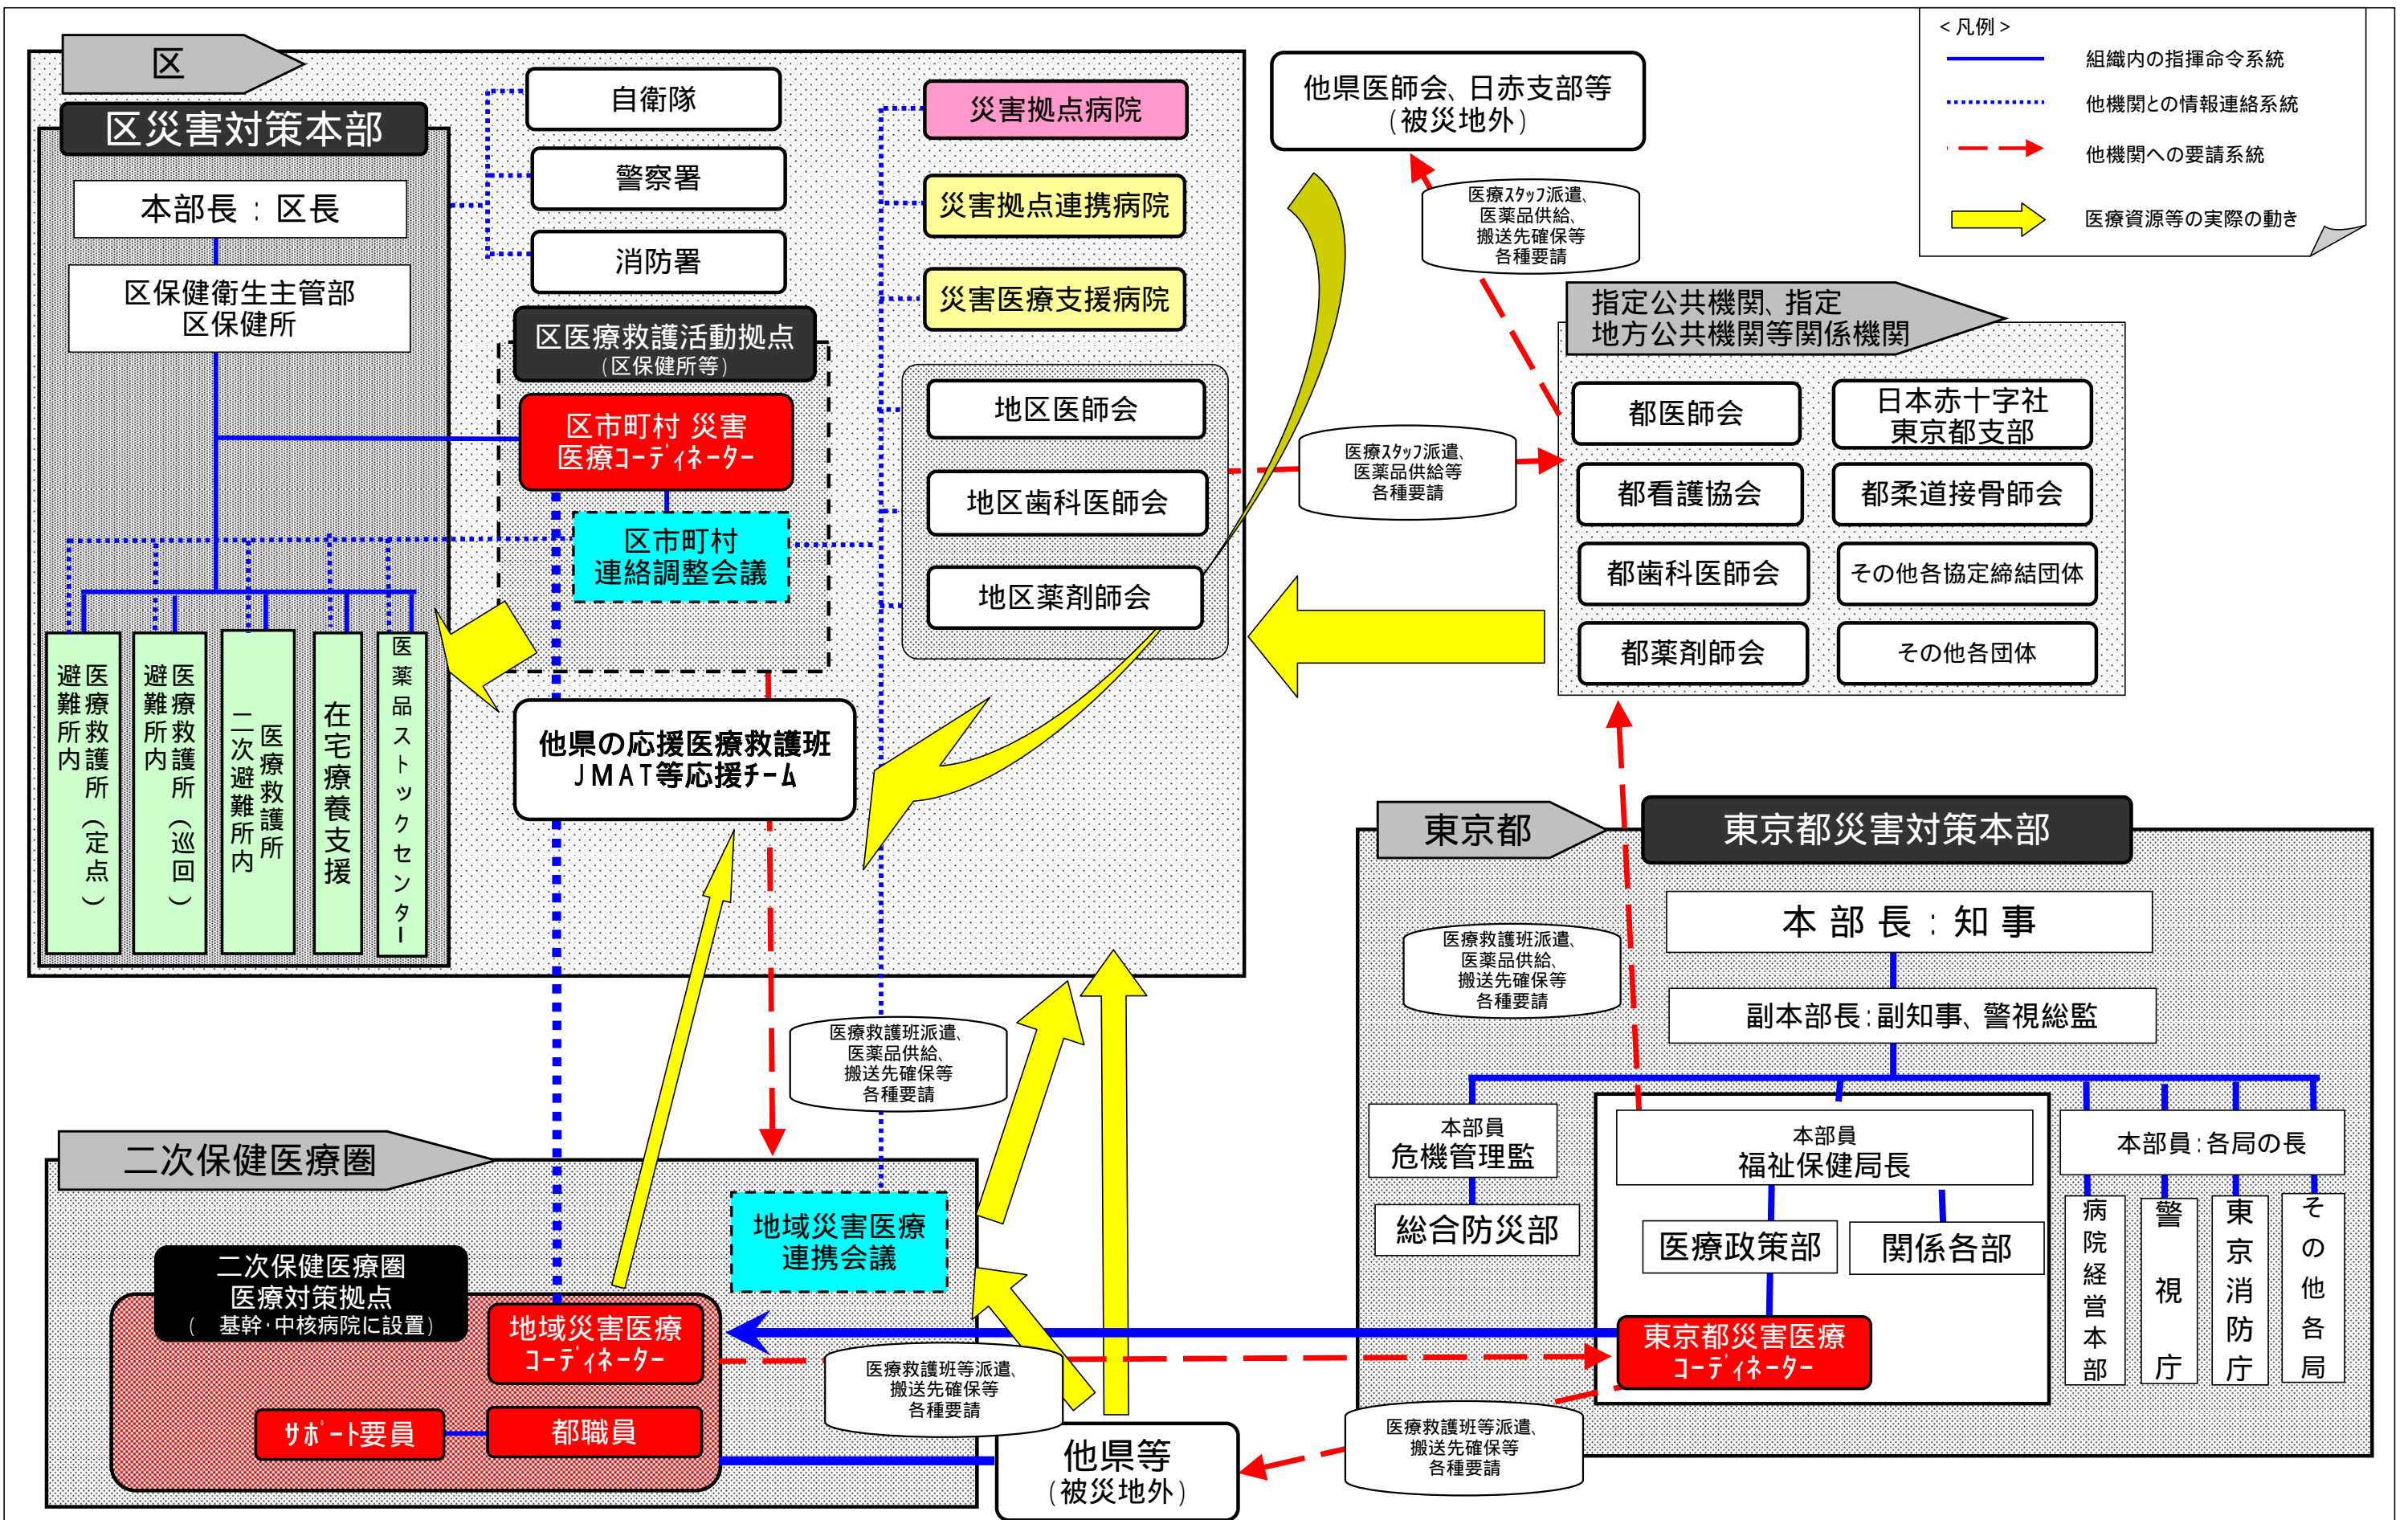 <凡例>
組織内の指揮命令系統
他機関との情報連絡系統
他機関への要請系統
医療資源等の実際の動き
区
区災害対策本部
本部長：区長
区保健衛生主管部
区保健所
自衛隊
警察署
消防署
区医療救護活動拠点
（区保健所等）
区市町村 災害
医療ｺｰﾃﾞｨﾈｰﾀｰ
区市町村
連絡調整会議
災害拠点病院
災害拠点連携病院
災害医療支援病院
地区医師会
地区歯科医師会
地区薬剤師会
医療救護所（定点）
避難所内
医療救護所（巡回）
避難所内
医療救護所
二次避難所内
在宅療養支援
医薬品ストックセンター
他県の応援医療救護班
ＪＭＡＴ等応援ﾁｰﾑ
他県医師会、日赤支部等
（被災地外）
医療ｽﾀｯﾌ派遣、
医薬品供給、
搬送先確保等
各種要請
医療ｽﾀｯﾌ派遣、
医薬品供給等
各種要請
指定公共機関、指定
地方公共機関等関係機関
都医師会
日本赤十字社
東京都支部
都看護協会
都柔道接骨師会
都歯科医師会
その他各協定締結団体
都薬剤師会
その他各団体
東京都
東京都災害対策本部
本部長：知事
副本部長：副知事、警視総監
医療救護班派遣、
医薬品供給、
搬送先確保等
各種要請
本部員
危機管理監
総合防災部
本部員
福祉保健局長
医療政策部
関係各部
東京都災害医療
ｺｰﾃﾞｨﾈｰﾀｰ
本部員：各局の長
病院経営本部
警視庁
東京消防庁
その他各局
医療救護班派遣、
医薬品供給、
搬送先確保等
各種要請
二次保健医療圏
地域災害医療
連携会議
二次保健医療圏
医療対策拠点
（　基幹・中核病院に設置）
地域災害医療
ｺｰﾃﾞｨﾈｰﾀｰ
ｻﾎﾟｰﾄ要員
都職員
医療救護班等派遣、
搬送先確保等
各種要請
他県等
（被災地外）
医療救護班等派遣、
搬送先確保等
各種要請